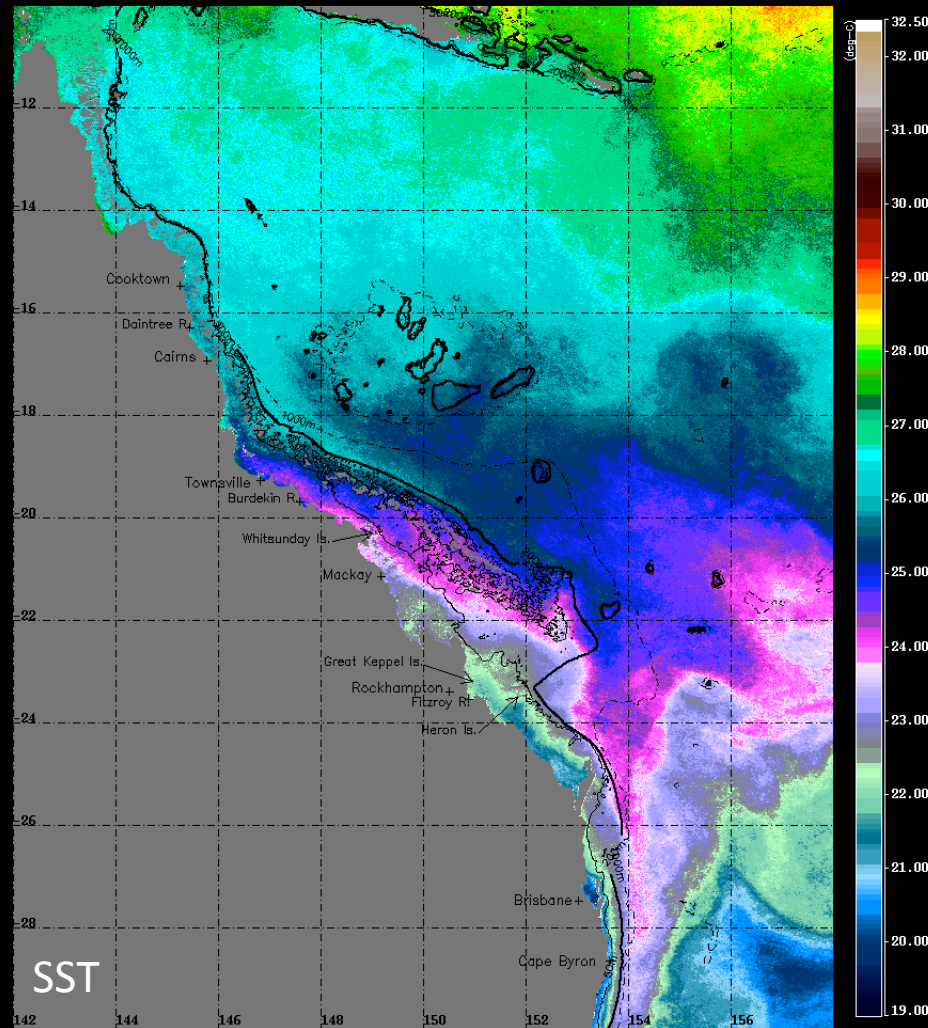 (deg-C)
32.50
32.00
31.00
30.00
29.00
28.00
27.00
26.00
25.00
24.00
23.00
22.00
21.00
20.00
19.00
-12
-14
-16
-18
-20
-22
-24
-26
-28
Cooktown
Daintree R.
Cairns
1000m
Townsville
Burdekin R.
Whitsunday Is.
Mackay
Great Keppel Is.
Rockhampton
Fitzroy R.
Heron Is.
Brisbane
Cape Byron
SST
142
144
146
148
150
152
154
156